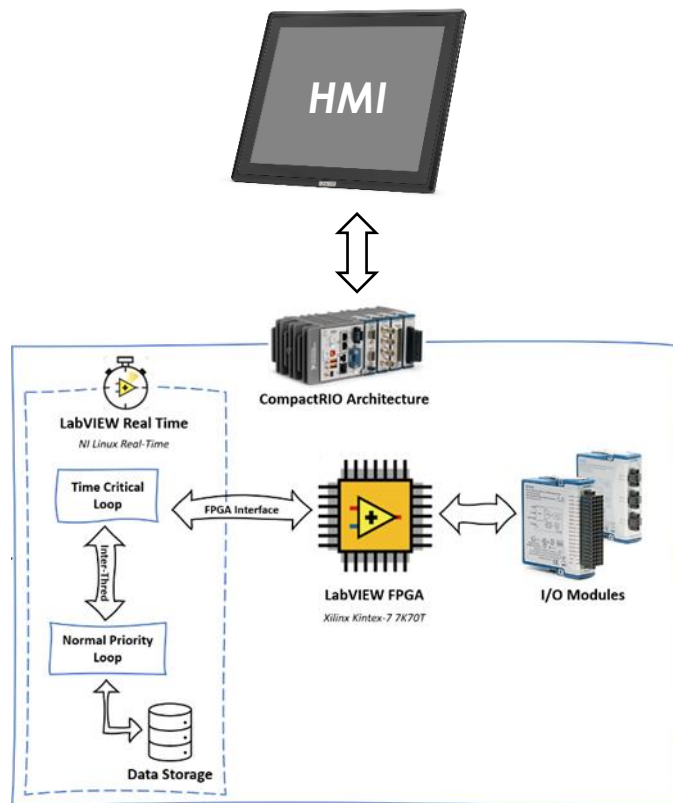 HMI
CompactRIO Architecture
LabVIEW Real Time
NI Linux Real-Time
Time Critical
Loop
FPGA Interface
Inter-Thred
LabVIEW FPGA
Xilinx Kintex-7 7K70T
I/O Modules
Normal Priority
Loop
Data Storage